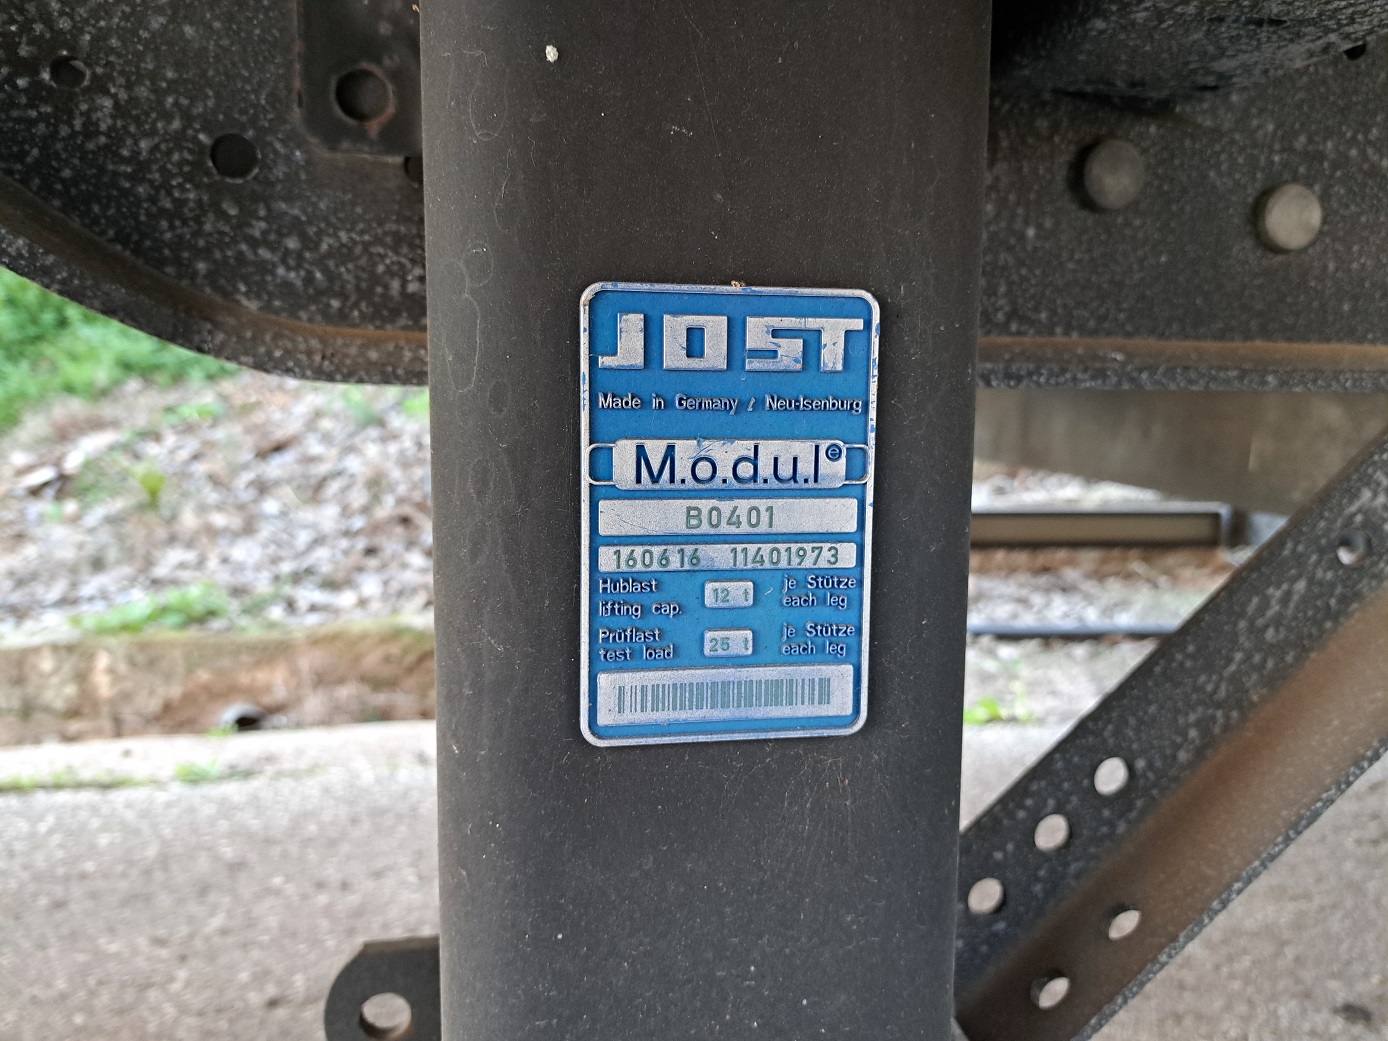 JOST
Made in Germany / Neu-Isenburg
M.o.d.u.l e
B0401
160616 11401973
Hublast
lifting cap.
12 t
je Stütze
each leg
Prüflast
test load
25 t
je Stütze
each leg